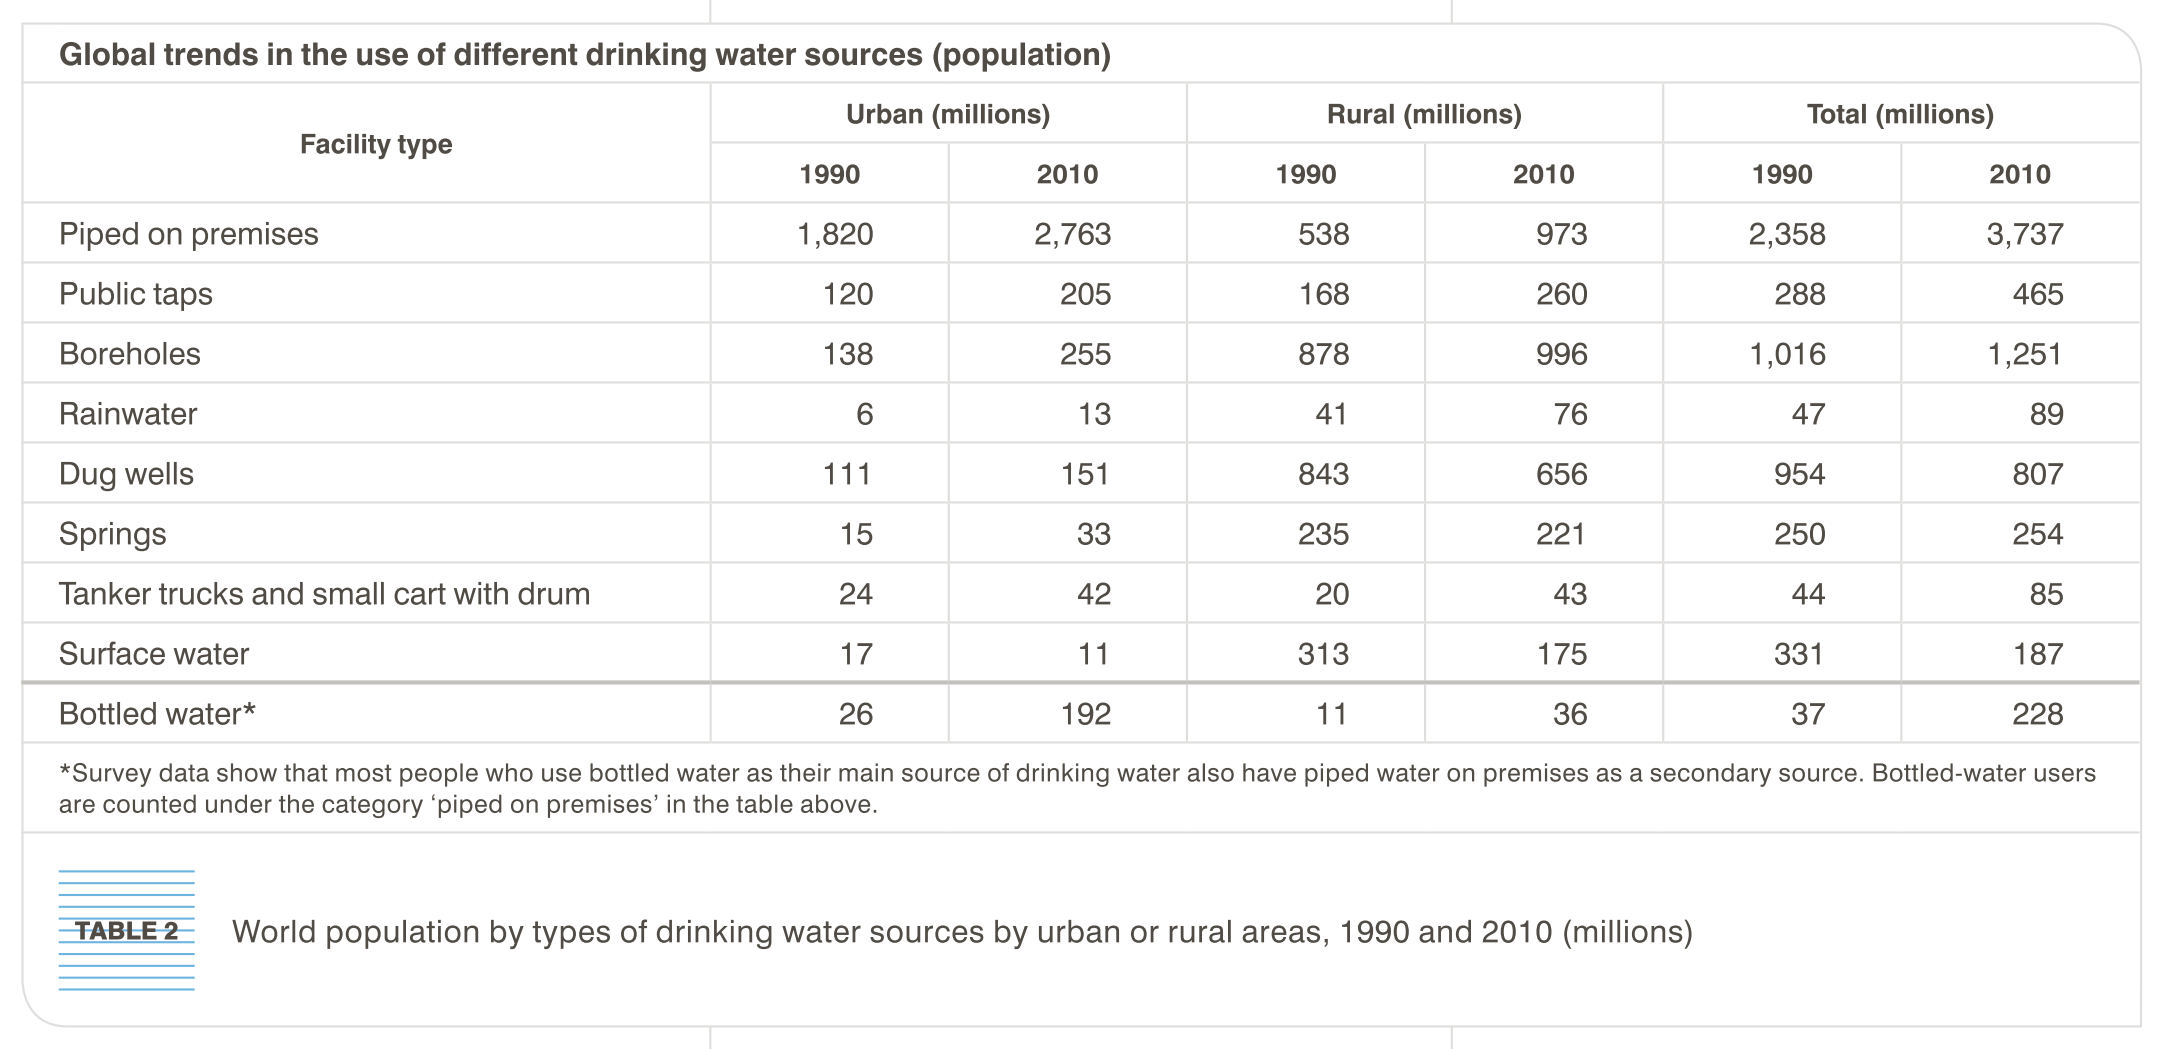 Global trends in the use of different drinking water sources (population)
Facility type Urban (millions) Rural (millions) Total (millions)
1990 2010 1990 2010 1990 2010
Piped on premises 1,820 2,763 538 973 2,358 3,737
Public taps 120 205 168 260 288 465
Boreholes 138 255 878 996 1,016 1,251
Rainwater 6 13 41 76 47 89
Dug wells 111 151 843 656 954 807
Springs 15 33 235 221 250 254
Tanker trucks and small cart with drum 24 42 20 43 44 85
Surface water 17 11 313 175 331 187
Bottled water* 26 192 11 36 37 228
*Survey data show that most people who use bottled water as their main source of drinking water also have piped water on premises as a secondary source. Bottled-water users
are counted under the category ‘piped on premises’ in the table above.
TABLE 2 World population by types of drinking water sources by urban or rural areas, 1990 and 2010 (millions)